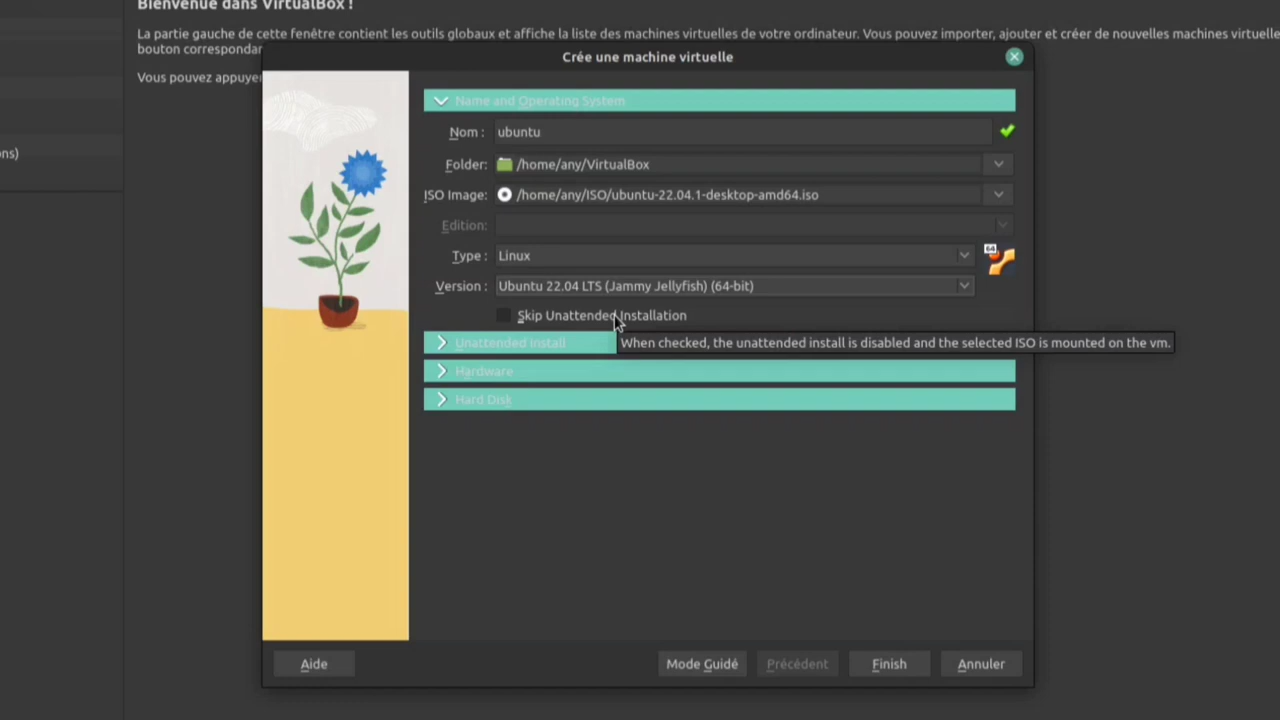 Bienvenue dans VirtualBox !
La partie gauche de cette fenêtre contient les outils globaux et affiche la liste des machines virtuelles de votre ordinateur. Vous pouvez importer, ajouter et créer de nouvelles machines virtuelle
bouton correspondan
Vous pouvez appuyer
ns)
Crée une machine virtuelle
Name and Operating System
Nom : ubuntu
Folder: /home/any/VirtualBox
ISO Image: /home/any/ISO/ubuntu-22.04.1-desktop-amd64.iso
Edition:
Type : Linux
64
Version : Ubuntu 22.04 LTS (Jammy Jellyfish) (64-bit)
Skip Unattended Installation
Unattended Install
When checked, the unattended install is disabled and the selected ISO is mounted on the vm.
Hardware
Hard Disk
Aide
Mode Guidé
Précédent
Finish
Annuler